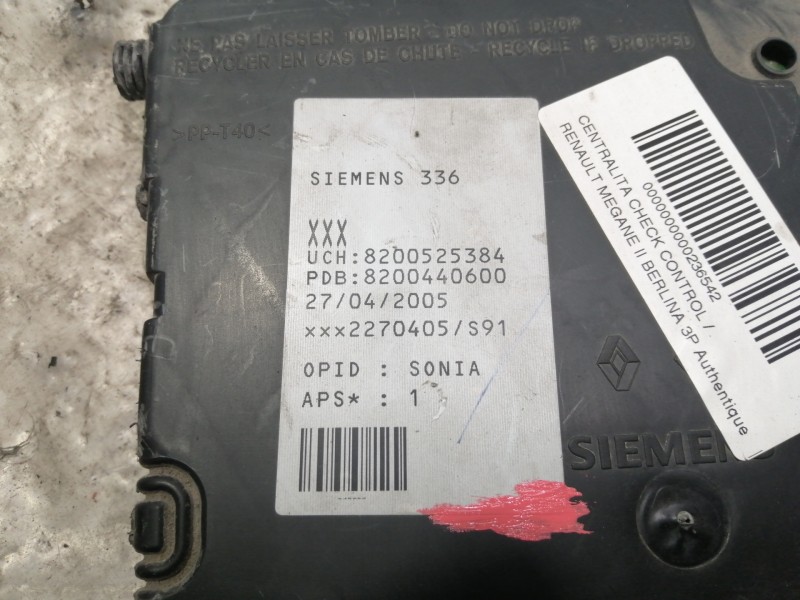 NE PAS LAISSER TOMBER - DO NOT DROP
RECYCLER EN CAS DE CHUTE - RECYCLE IF DROPPED
>PP-T40<
SIEMENS 336
XXX
UCH:8200525384
PDB:8200440600
27/04/2005
xxx2270405/S91
OPID : SONIA
APS* : 1
CENTRALITA CHECK CONTROL /
RENAULT MEGANE II BERLINA 3P Authentique
0000000000236542
SIEMENS